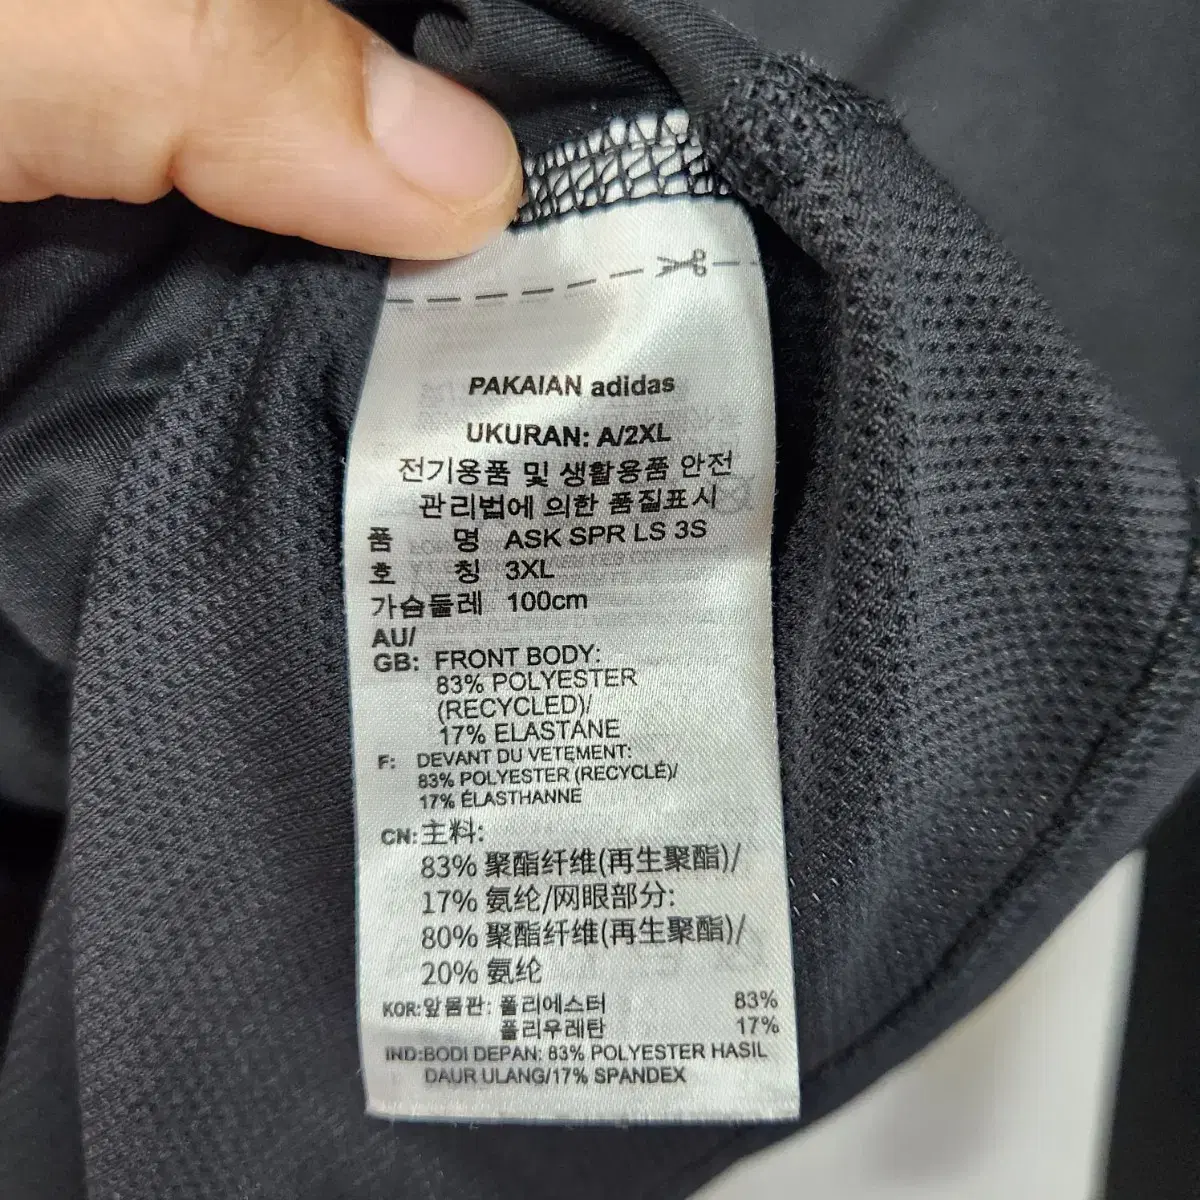 PAKAIAN adidas
UKURAN: A/2XL
전기용품 및 생활용품 안전
관리법에 의한 품질표시
품 명 ASK SPR LS 3S
호 칭 3XL
가슴둘레 100cm
AU/
GB: FRONT BODY:
83% POLYESTER
(RECYCLED)/
17% ELASTANE
F: DEVANT DU VETEMENT:
83% POLYESTER (RECYCLÉ)/
17% ÉLASTHANNE
CN: 主料:
83% 聚酯纤维(再生聚酯)/
17% 氨纶/网眼部分:
80% 聚酯纤维(再生聚酯)/
20% 氨纶
KOR: 앞몸판: 폴리에스터 83%
폴리우레탄 17%
IND: BODI DEPAN: 83% POLYESTER HASIL
DAUR ULANG/17% SPANDEX